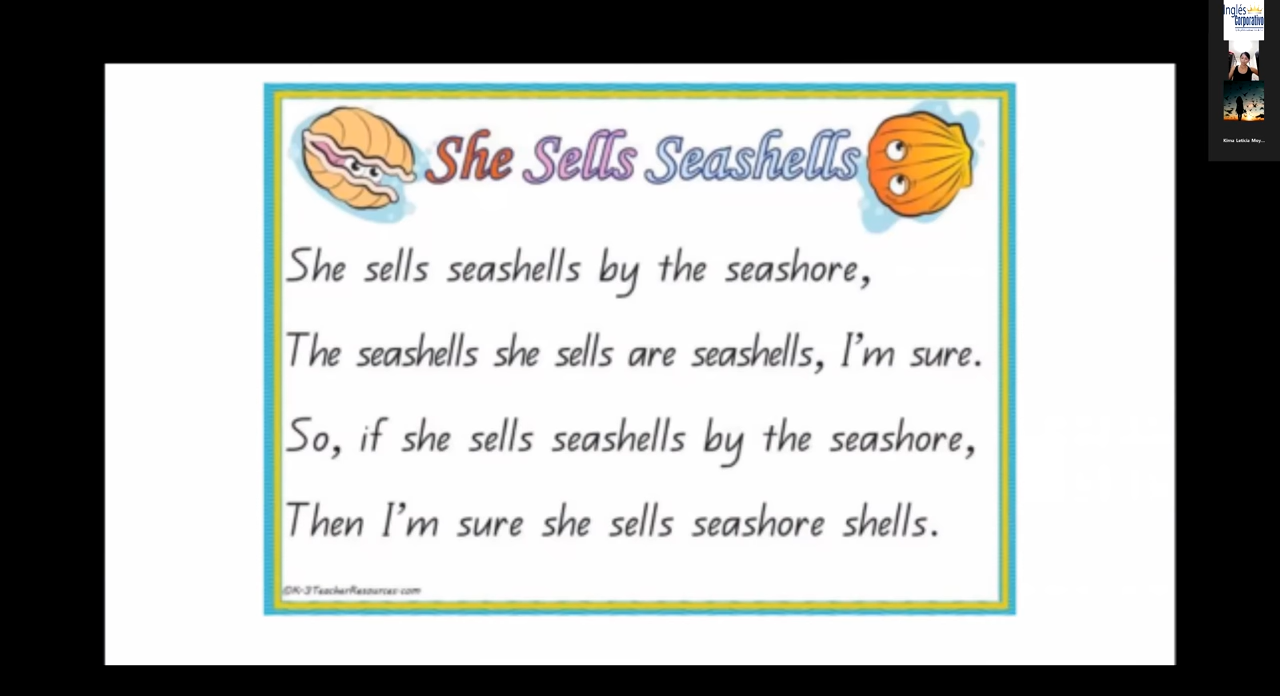 She Sells Seashells
She sells seashells by the seashore,
The seashells she sells are seashells, I'm sure.
So, if she sells seashells by the seashore,
Then I'm sure she sells seashore shells.
©K-3TeacherResources.com
Inglés
Corporativo